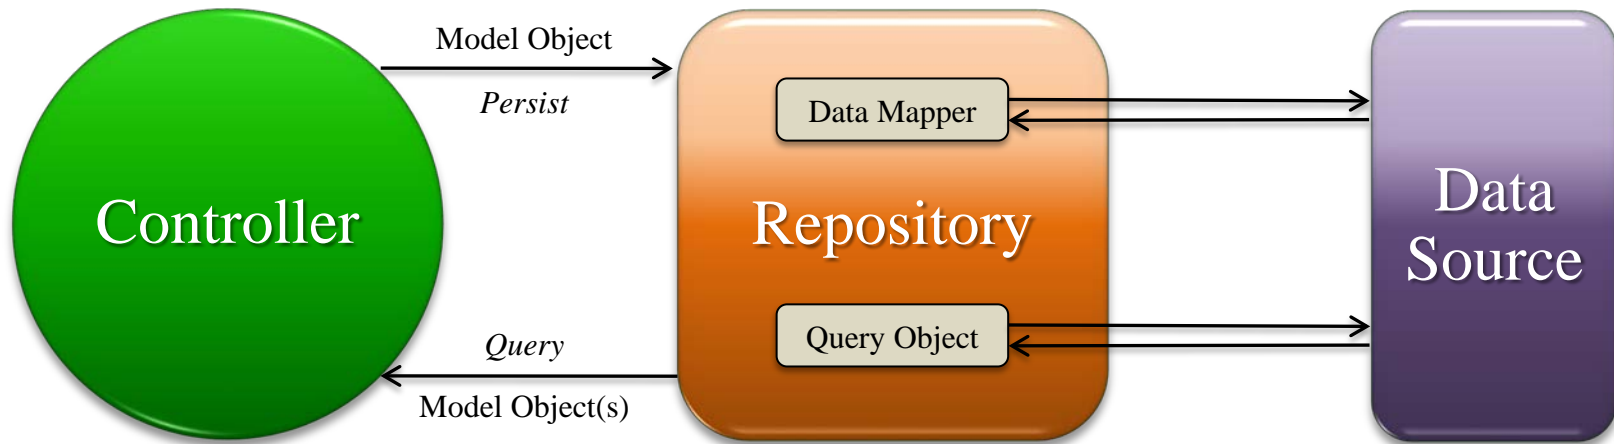 Controller
Model Object
Persist
Query
Model Object(s)
Data Mapper
Repository
Query Object
Data
Source